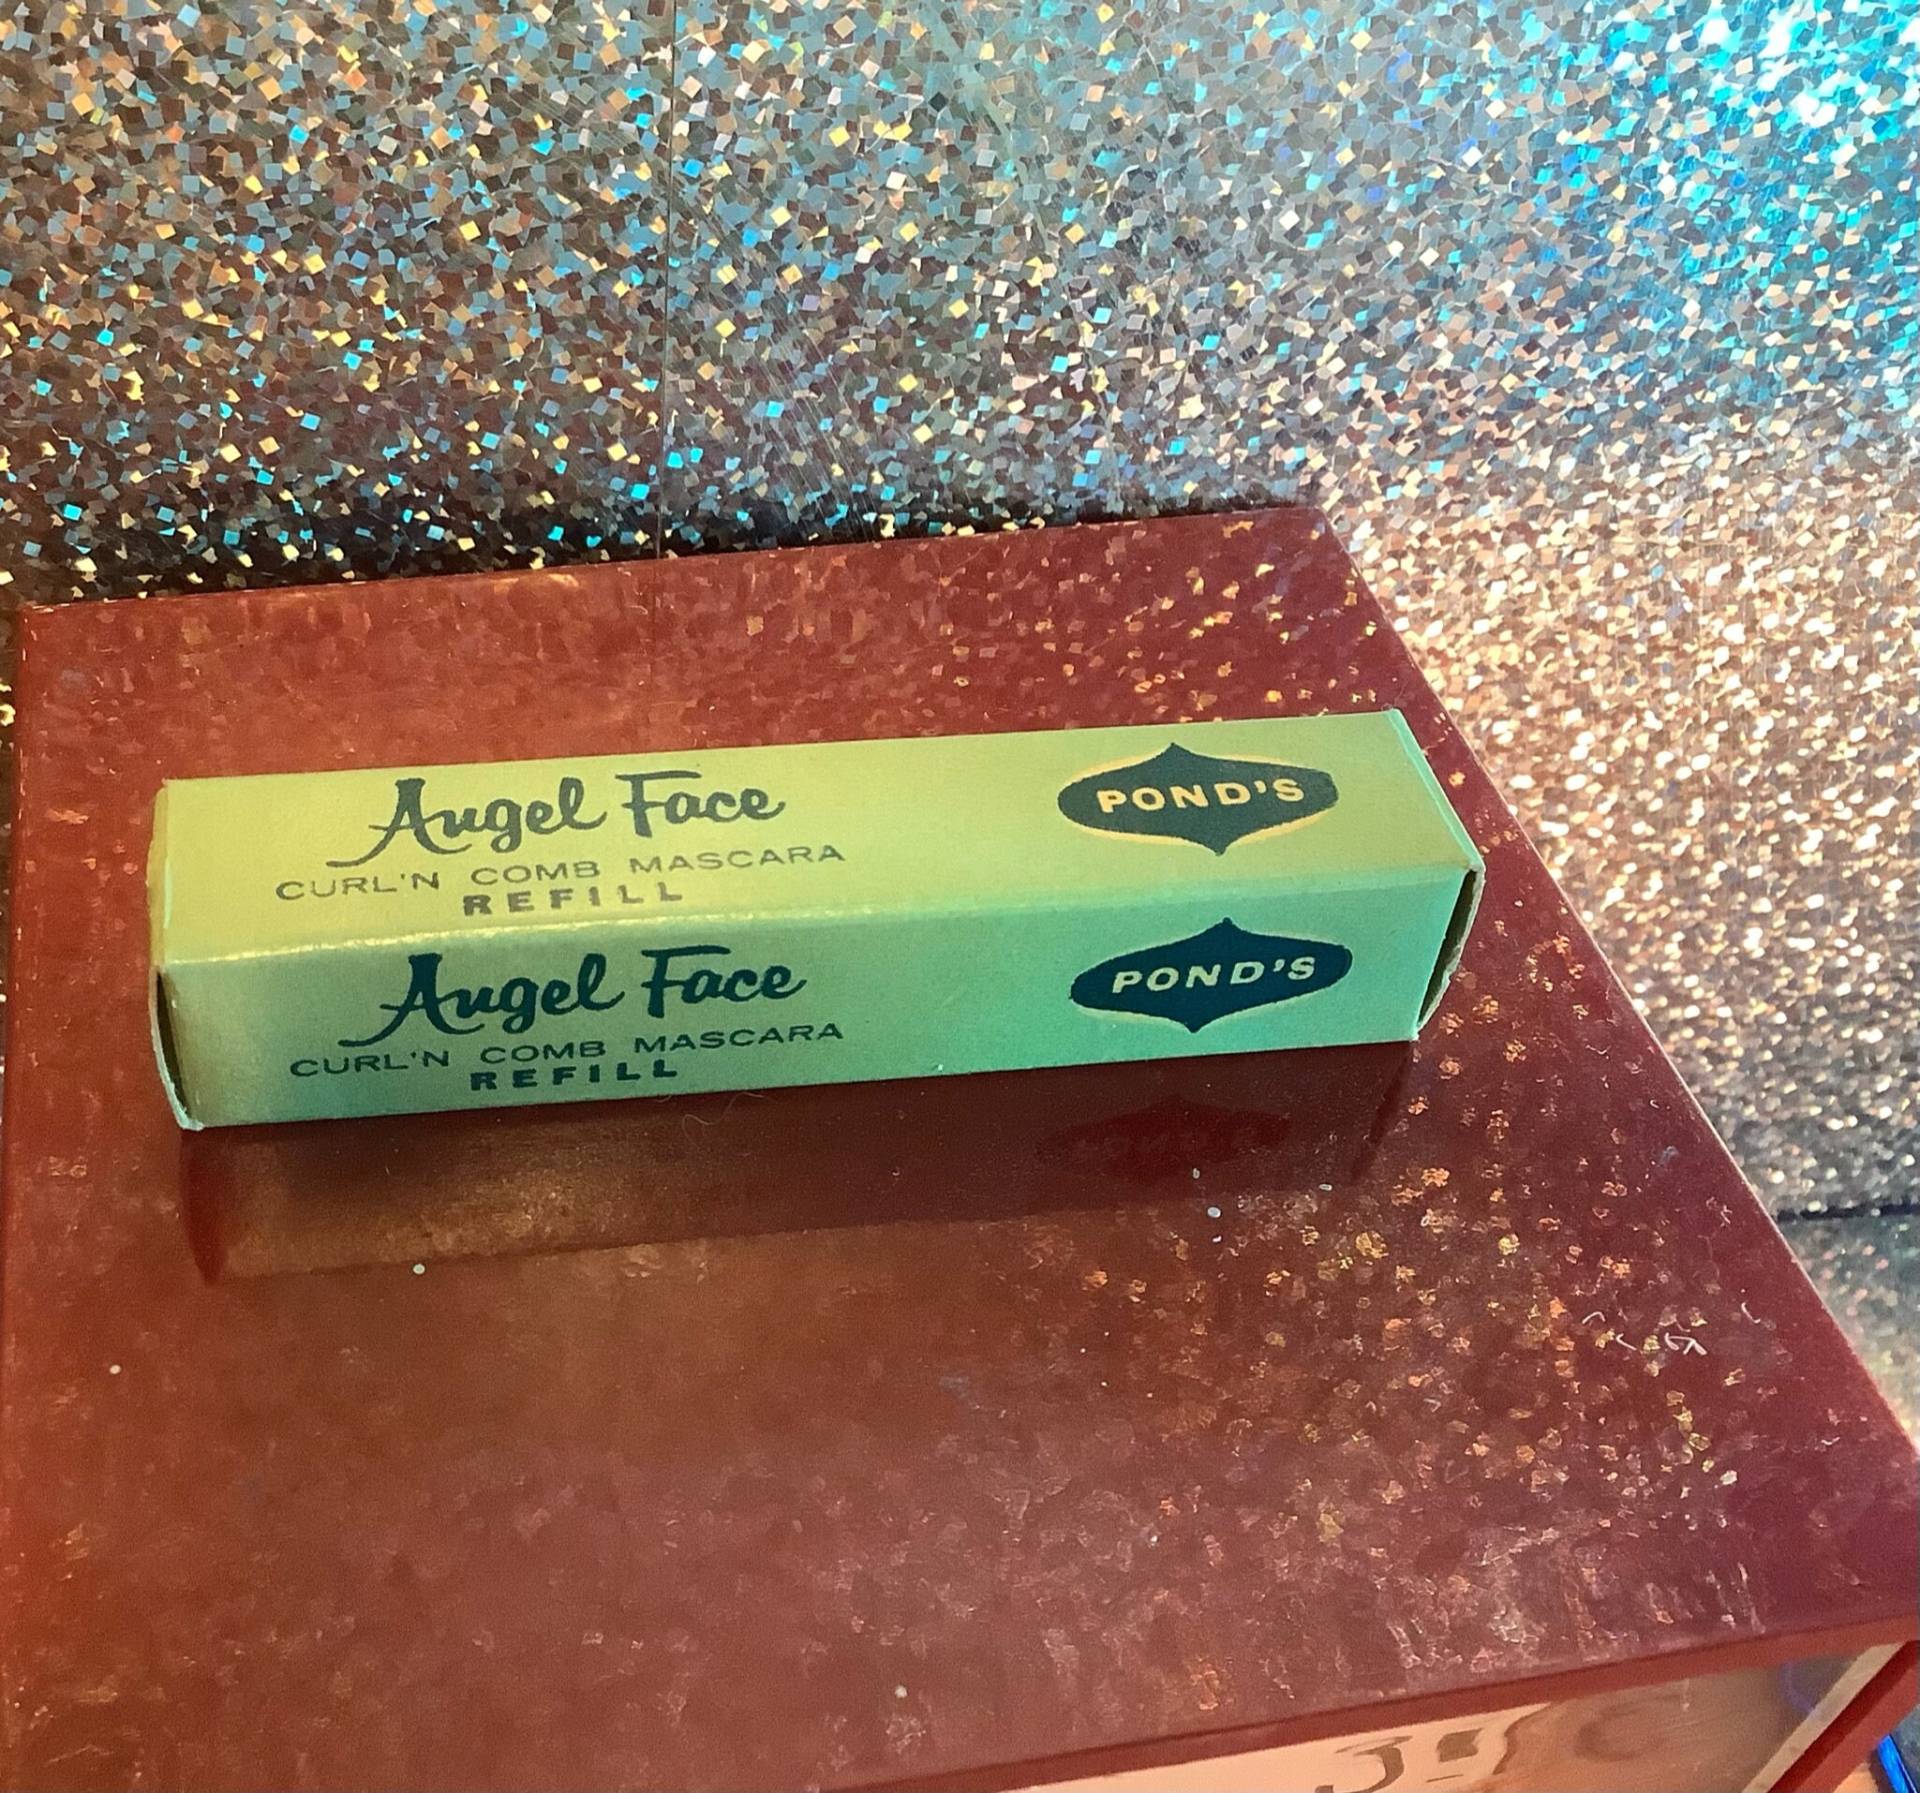 Angel Face
CURL'N COMB MASCARA
REFILL
POND'S
Angel Face
CURL'N COMB MASCARA
REFILL
POND'S